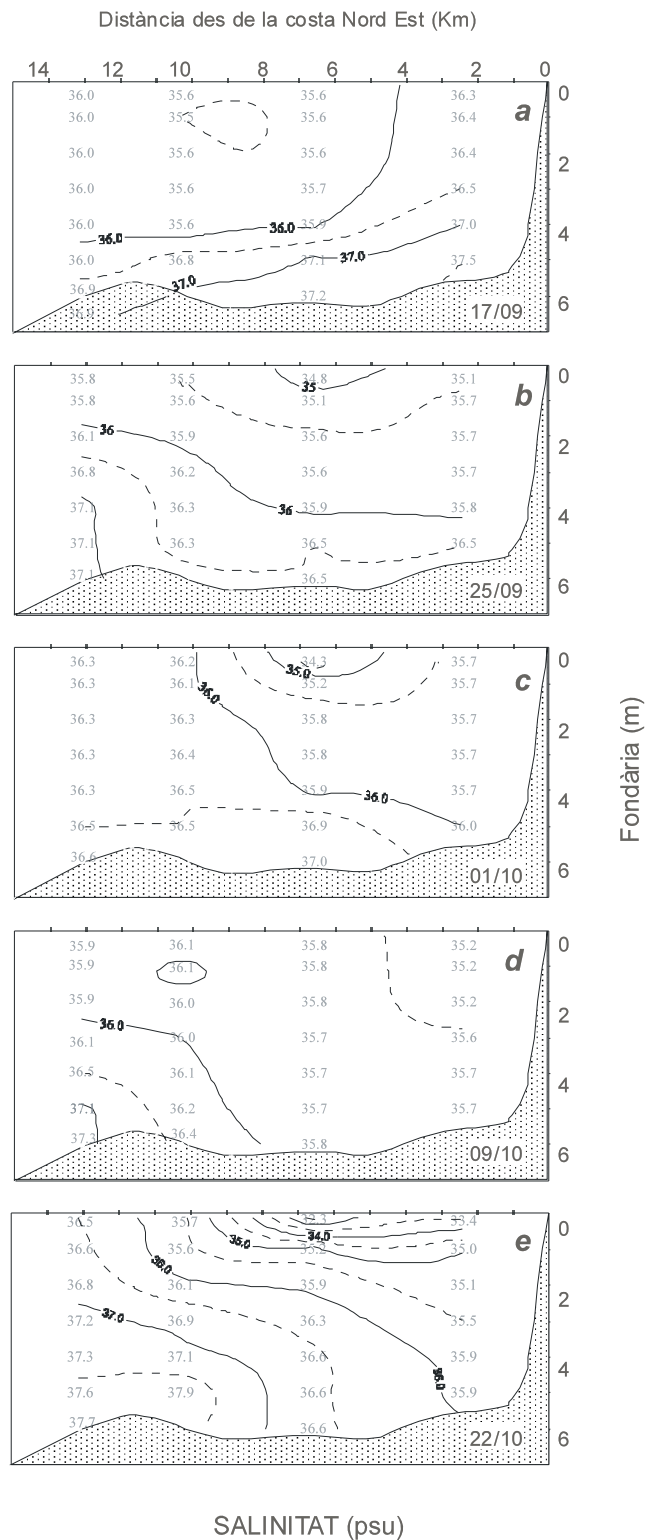 Distància des de la costa Nord Est (Km)
14 12 10 8 6 4 2 0
36.0 35.6 35.6 36.3 0
36.0 35.5 35.6 36.4 a
36.0 35.6 35.6 36.4 2
36.0 35.6 35.7 36.5
36.0 35.6 36.0 35.9 37.0 4
36.0
36.0 36.8 37.1 37.0 37.5
36.9 37.0 37.2 6
17/09
35.8 35.5 34.8 35.1 0
35
35.8 35.6 35.1 35.7 b
36.1 36 35.9 35.6 35.7 2
36.8 36.2 35.6 35.7
37.1 36.3 36 35.9 35.8 4
37.1 36.3 36.5 36.5
37.1 36.5 6
25/09
36.3 36.2 34.3 35.7 0
35.0
36.3 36.1 35.2 35.7 c
36.0
36.3 36.3 35.8 35.7 2
36.3 36.4 35.8 35.7
36.3 36.5 35.9 36.0 35.7 4
36.5 36.5 36.9 36.0
36.6 37.0 6
01/10
35.9 36.1 35.8 35.2 0
35.9 36.1 35.8 35.2 d
35.9 36.0 35.8 35.2 2
36.0
36.1 36.0 35.7 35.6
36.5 36.1 35.7 35.7 4
37.1 36.2 35.7 35.7
37.3 36.4 35.8 6
09/10
36.5 35.7 32.3 33.4 0
35.0 34.0
36.6 35.6 35.2 35.0 e
36.0
36.8 36.1 35.9 35.1 2
37.2 37.0 36.9 36.3 35.5
37.3 37.1 36.6 35.9 4
36.0
37.6 37.9 36.6 35.9
37.7 36.6 6
22/10
Fondària (m)
SALINITAT (psu)